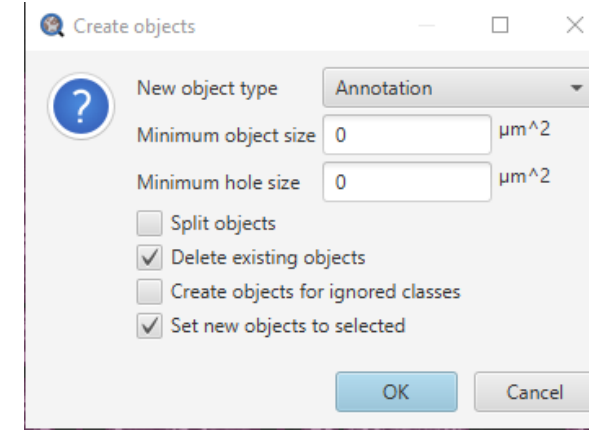 Create objects
New object type Annotation
Minimum object size 0 µm^2
Minimum hole size 0 µm^2
Split objects
Delete existing objects
Create objects for ignored classes
Set new objects to selected
OK Cancel